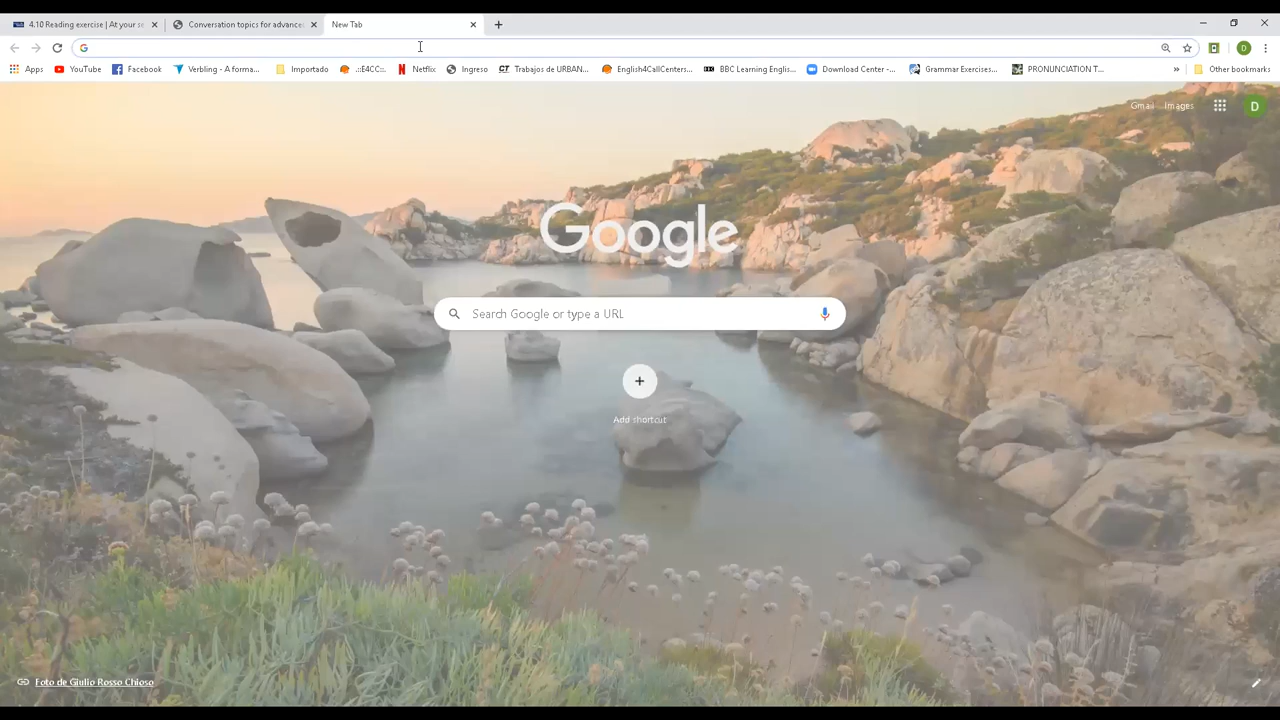 4.10 Reading exercise | At your se
Conversation topics for advance
New Tab
D
Apps
YouTube
Facebook
Verbling - A forma...
Importado
.::E4CC::.
Netflix
Ingreso
Trabajos de URBAN...
English4CallCenters...
BBC Learning Englis...
Download Center -...
Grammar Exercises...
PRONUNCIATION T...
»
Other bookmarks
Gmail
Images
D
Google
Search Google or type a URL
Add shortcut
Foto de Giulio Rosso Chioso